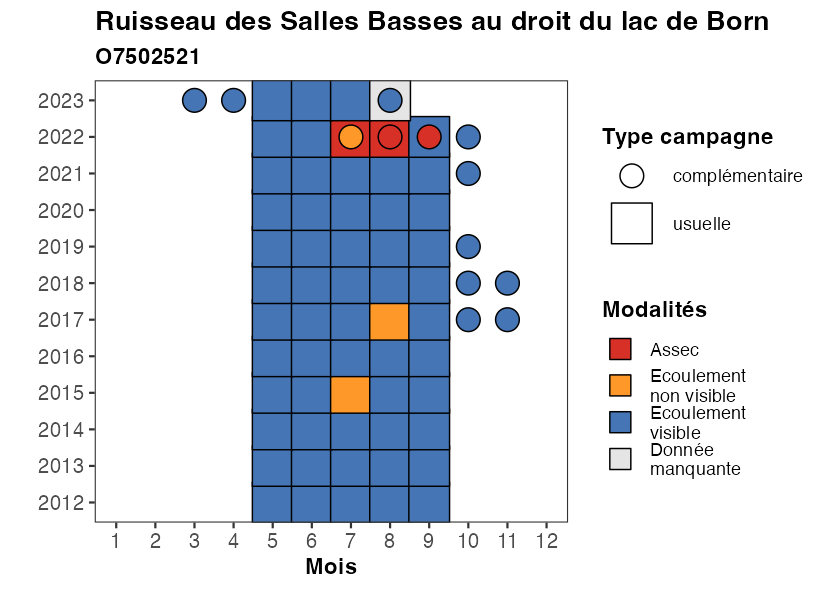 Ruisseau des Salles Basses au droit du lac de Born
O7502521
2023
2022
2021
2020
2019
2018
2017
2016
2015
2014
2013
2012
1 2 3 4 5 6 7 8 9 10 11 12
Mois
Type campagne
complémentaire
usuelle
Modalités
Assec
Ecoulement
non visible
Ecoulement
visible
Donnée
manquante